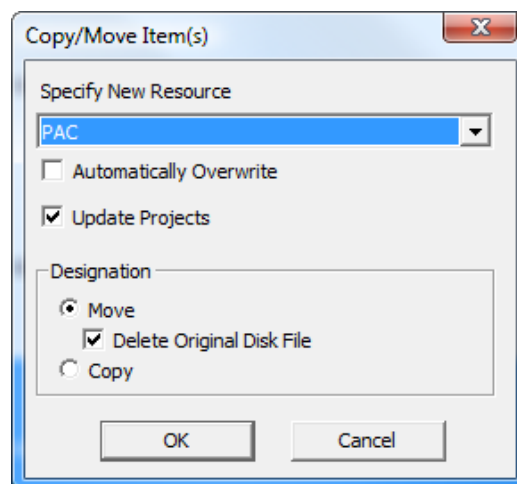 Copy/Move Item(s)
Specify New Resource
PAC
Automatically Overwrite
Update Projects
Designation
Move
Delete Original Disk File
Copy
OK
Cancel